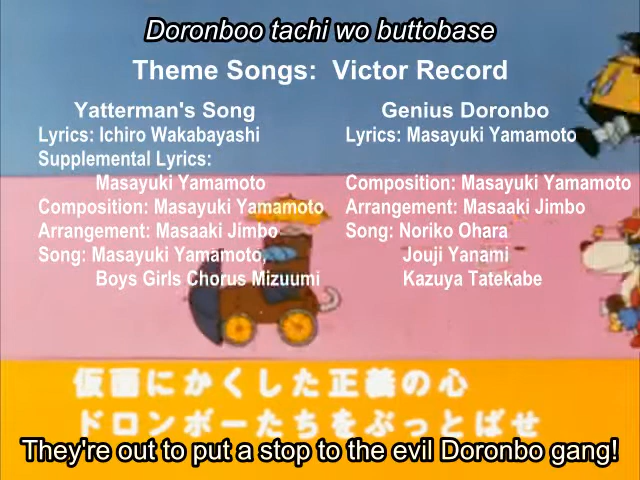 Doronboo tachi wo buttobase
Theme Songs: Victor Record
Yatterman's Song
Lyrics: Ichiro Wakabayashi
Supplemental Lyrics:
Masayuki Yamamoto
Composition: Masayuki Yamamoto
Arrangement: Masaaki Jimbo
Song: Masayuki Yamamoto,
Boys Girls Chorus Mizuumi
Genius Doronbo
Lyrics: Masayuki Yamamoto
Composition: Masayuki Yamamoto
Arrangement: Masaaki Jimbo
Song: Noriko Ohara
Jouji Yanami
Kazuya Tatekabe
仮面にかくした正義の心
ドロンボーたちをぶっとばせ
They're out to put a stop to the evil Doronbo gang!